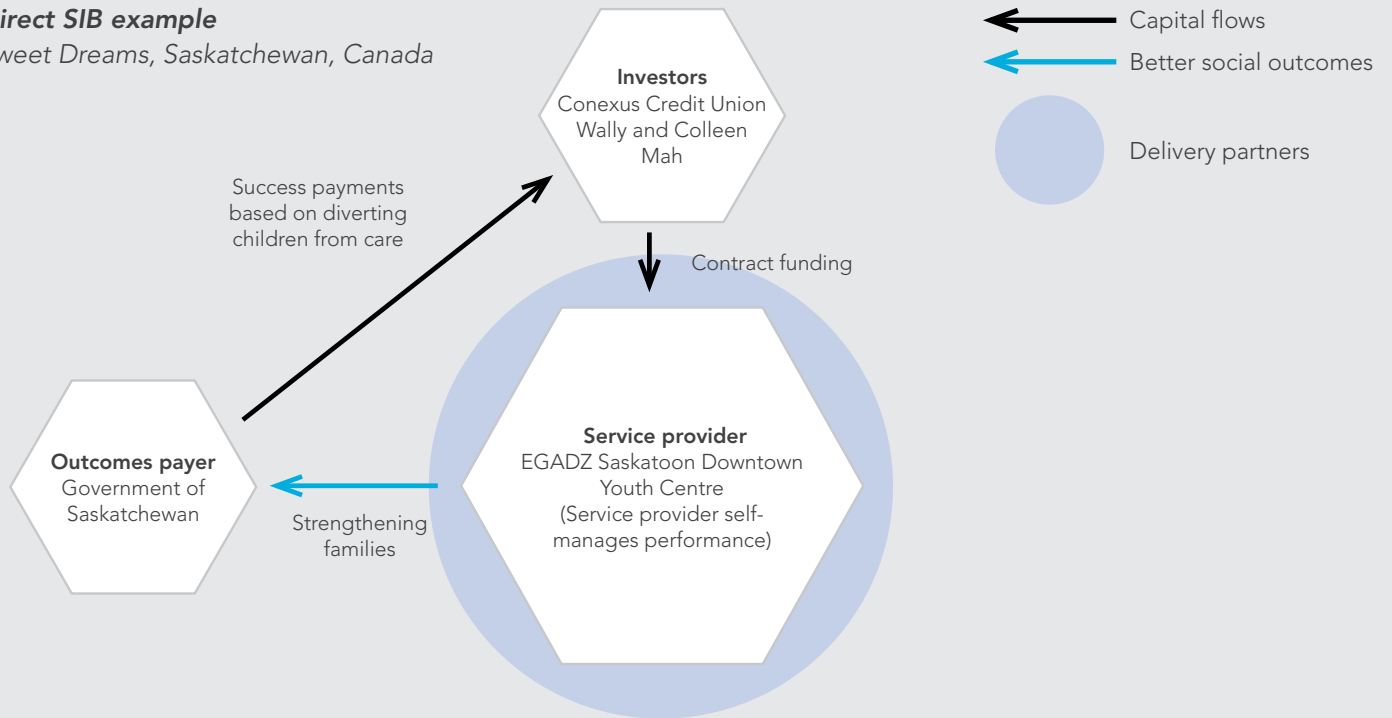 irect SIB example
weet Dreams, Saskatchewan, Canada
Capital flows
Better social outcomes
Delivery partners
Investors
Conexus Credit Union
Wally and Colleen
Mah
Success payments
based on diverting
children from care
Contract funding
Service provider
EGADZ Saskatoon Downtown
Youth Centre
(Service provider self-
manages performance)
Outcomes payer
Government of
Saskatchewan
Strengthening
families